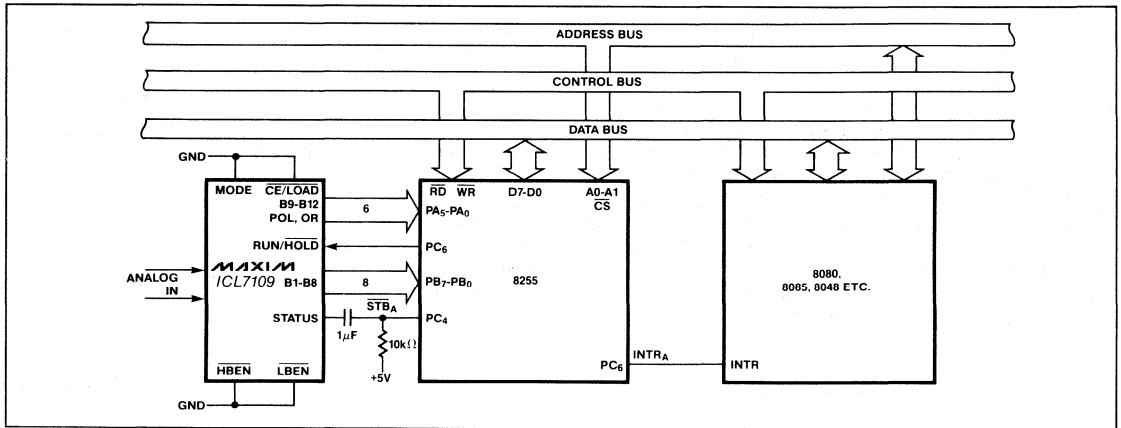 ADDRESS BUS
CONTROL BUS
DATA BUS
GND
MODE CE/LOAD
B9-B12
POL, OR
6
RUN/HOLD
MAXIM
ICL7109
B1-B8
8
ANALOG
IN
STATUS
1µF
STBA
10kΩ
+5V
HBEN LBEN
GND
RD WR D7-D0 A0-A1
CS
PA5-PA0
PC6
PB7-PB0
8255
PC4
PC6
INTRA
INTR
8080,
8085, 8048 ETC.